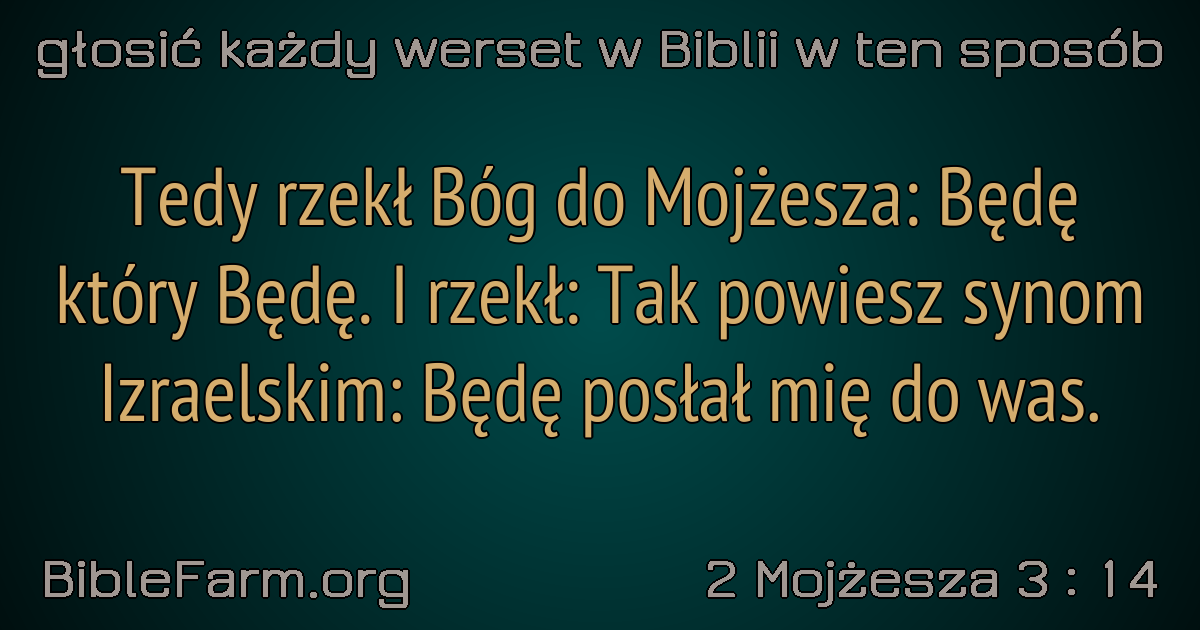 głosić każdy werset w Biblii w ten sposób
Tedy rzekł Bóg do Mojżesza: Będę
który Będę. I rzekł: Tak powiesz synom
Izraelskim: Będę posłał mię do was.
BibleFarm.org
2 Mojżesza 3 : 14